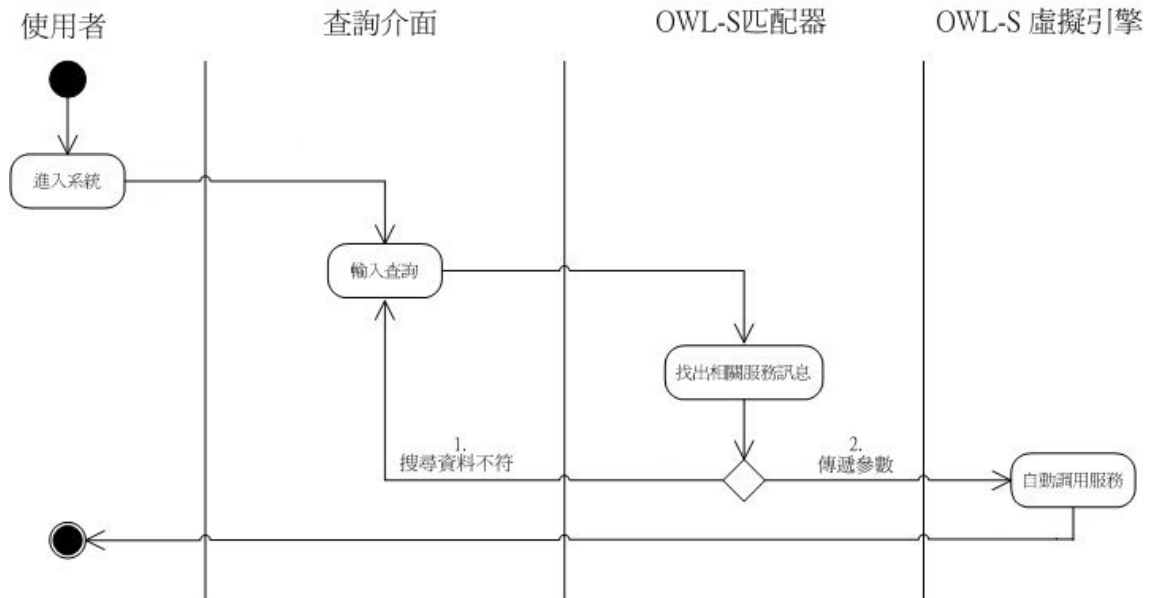 使用者
查詢介面
OWL-S匹配器
OWL-S 虛擬引擎
進入系統
輸入查詢
找出相關服務訊息
1.
搜尋資料不符
2.
傳遞參數
自動調用服務